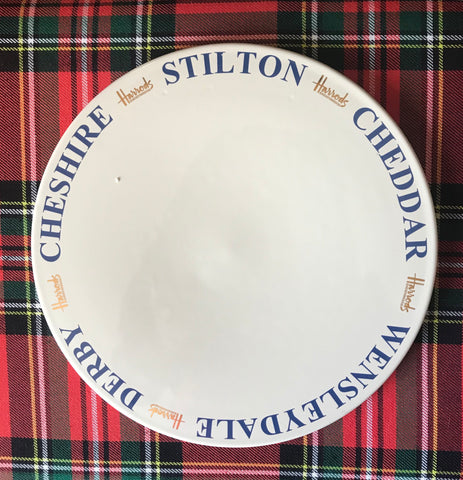 STILTON
Harrods
CHEDDAR
Harrods
WENSLEYDALE
Harrods
DERBY
Harrods
CHESHIRE
Harrods